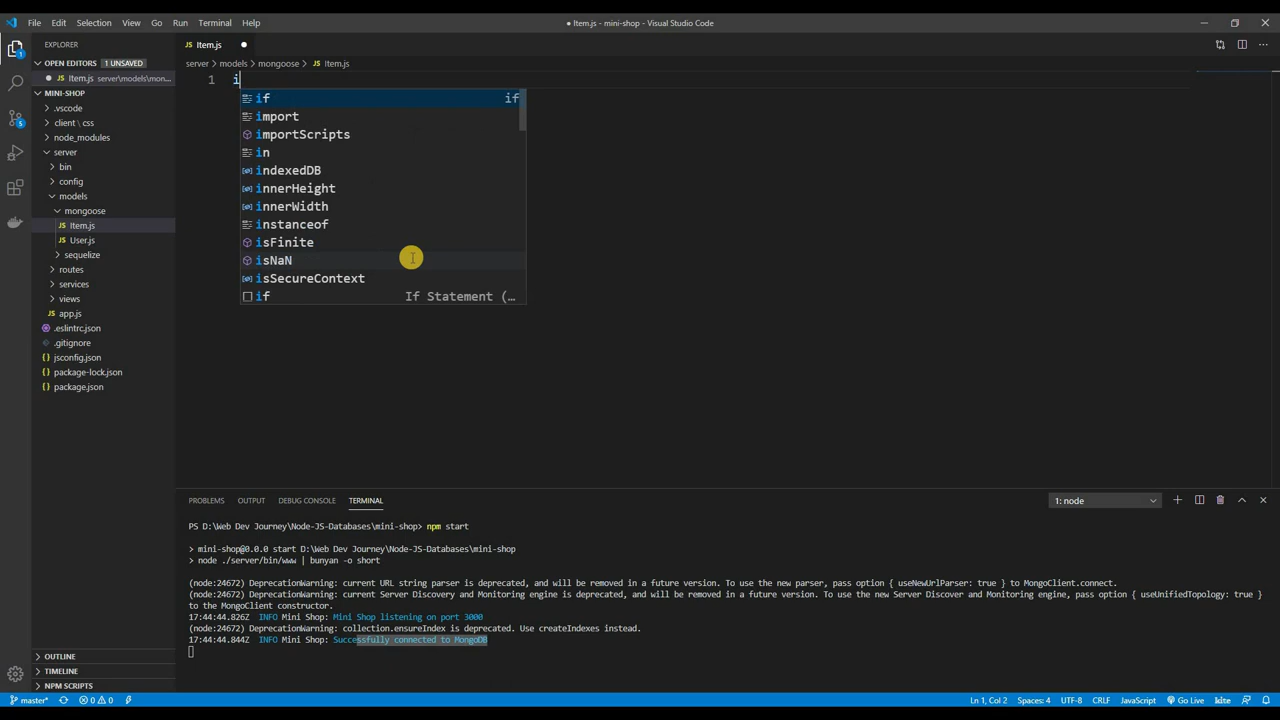 File Edit Selection View Go Run Terminal Help
● Item.js - mini-shop - Visual Studio Code
EXPLORER
OPEN EDITORS 1 UNSAVED
Item.js server\models\mon...
MINI-SHOP
.vscode
client \ css
node_modules
server
bin
config
models
mongoose
Item.js
User.js
sequelize
routes
services
views
app.js
.eslintrc.json
.gitignore
jsconfig.json
package-lock.json
package.json
OUTLINE
TIMELINE
NPM SCRIPTS
JS Item.js ●
server > models > mongoose > JS Item.js
1 i
if if
import
importScripts
in
indexedDB
innerHeight
innerWidth
instanceof
isFinite
isNaN
isSecureContext
if If Statement (…
PROBLEMS OUTPUT DEBUG CONSOLE TERMINAL 1: node
PS D:\Web Dev Journey\Node-JS-Databases\mini-shop> npm start
> mini-shop@0.0.0 start D:\Web Dev Journey\Node-JS-Databases\mini-shop
> node ./server/bin/www | bunyan -o short
(node:24672) DeprecationWarning: current URL string parser is deprecated, and will be removed in a future version. To use the new parser, pass option { useNewUrlParser: true } to MongoClient.connect.
(node:24672) DeprecationWarning: current Server Discovery and Monitoring engine is deprecated, and will be removed in a future version. To use the new Server Discover and Monitoring engine, pass option { useUnifiedTopology: true }
to the MongoClient constructor.
17:44:44.826Z INFO Mini Shop: Mini Shop listening on port 3000
(node:24672) DeprecationWarning: collection.ensureIndex is deprecated. Use createIndexes instead.
17:44:44.844Z INFO Mini Shop: Successfully connected to MongoDB
master* 0 0 Ln 1, Col 2 Spaces: 4 UTF-8 CRLF JavaScript Go Live kite